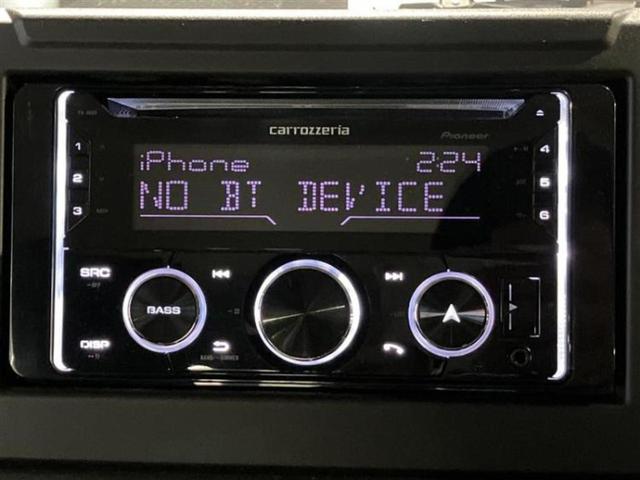 carrozzeria Pioneer
iPhone 2:24
NO BT DEVICE
1 4
2 5
3 6
SRC
BASS
DISP